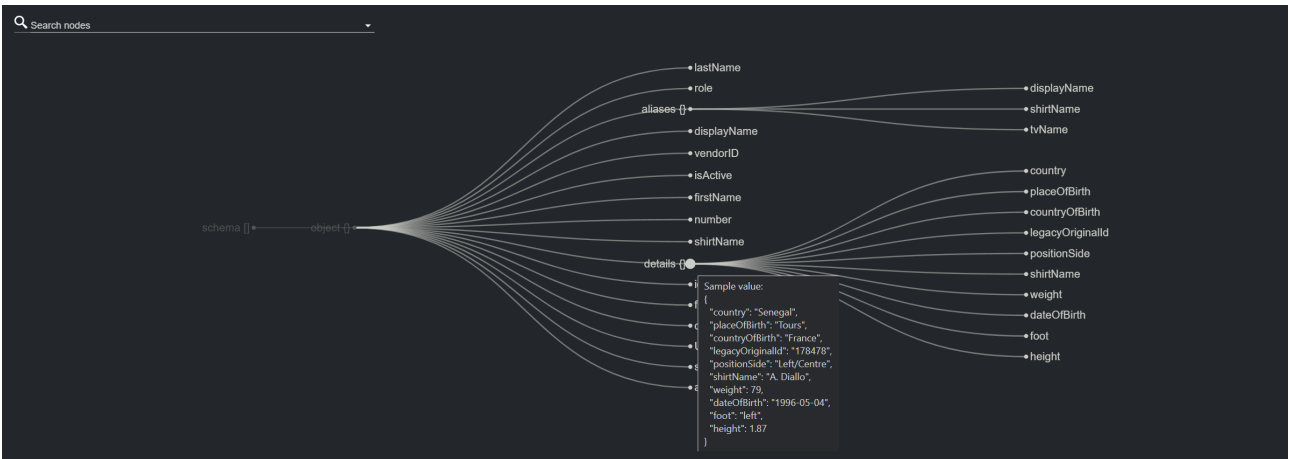 Search nodes
lastName
role
aliases {}
displayName
shirtName
tvName
displayName
vendorID
isActive
firstName
number
shirtName
schema []
object {}
details {}
country
placeOfBirth
countryOfBirth
legacyOriginalId
positionSide
shirtName
weight
dateOfBirth
foot
height
Sample value:
{
"country": "Senegal",
"placeOfBirth": "Tours",
"countryOfBirth": "France",
"legacyOriginalId": "178478",
"positionSide": "Left/Centre",
"shirtName": "A. Diallo",
"weight": 79,
"dateOfBirth": "1996-05-04",
"foot": "left",
"height": 1.87
}